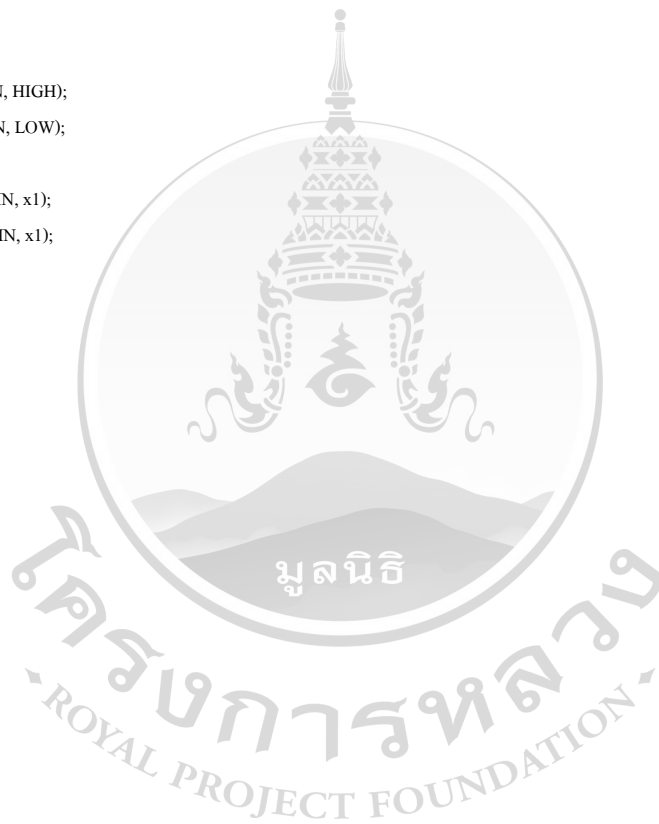 N, HIGH);
N, LOW);
IN, x1);
IN, x1);
มูลนิธิ
โครงการหลวง
ROYAL PROJECT FOUNDATION